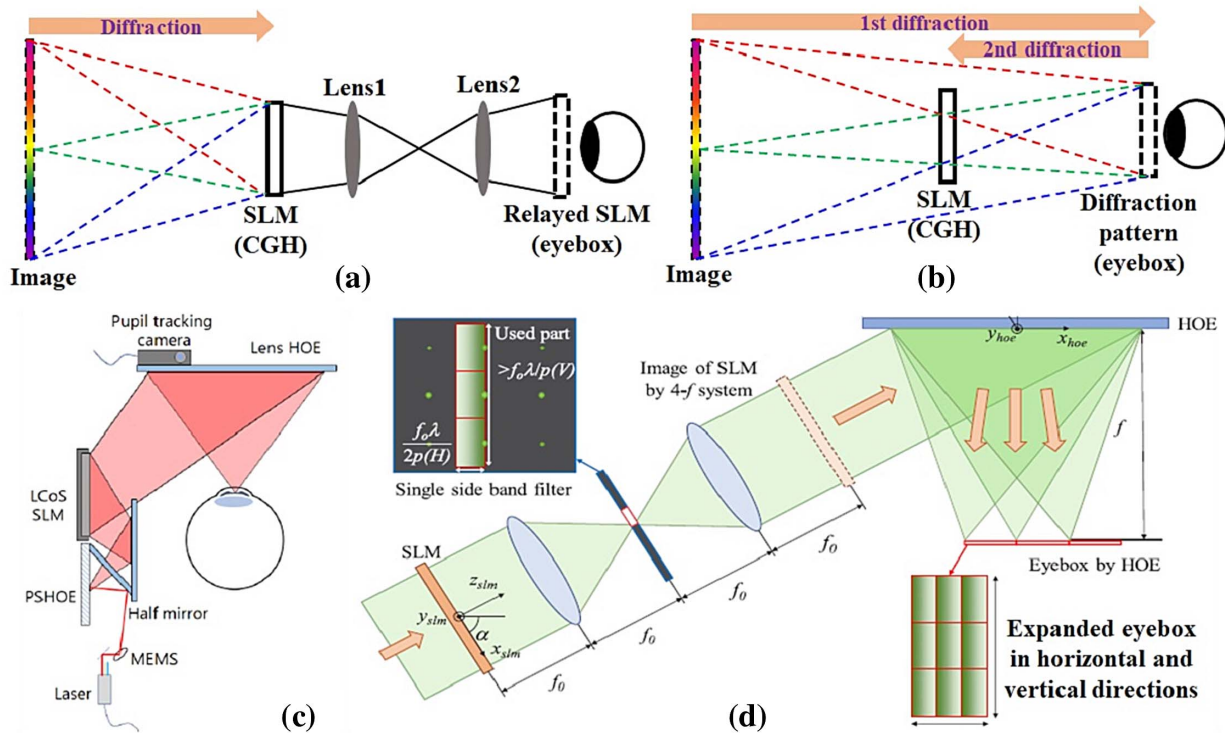 Diffraction
Lens1
Lens2
SLM
(CGH)
Relayed SLM
(eyebox)
Image
(a)
1st diffraction
2nd diffraction
SLM
(CGH)
Diffraction
pattern
(eyebox)
Image
(b)
Pupil tracking
camera
Lens HOE
LCoS
SLM
PSHOE
Half mirror
MEMS
Laser
(c)
Used part
>f₀λ/p(V)
f₀λ
2p(H)
Single side band filter
Image of SLM
by 4-f system
SLM
z_slm
y_slm
α
x_slm
f₀
f₀
f₀
f₀
y_hoe
x_hoe
HOE
f
Eyebox by HOE
Expanded eyebox
in horizontal and
vertical directions
(d)